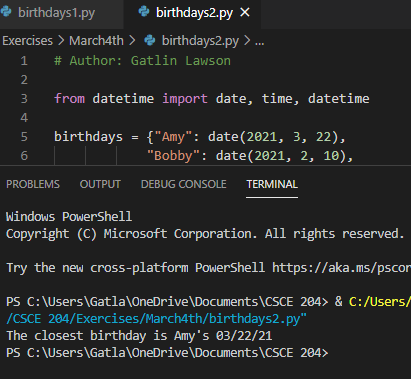 birthdays1.py birthdays2.py ×
Exercises > March4th > birthdays2.py > ...
1 # Author: Gatlin Lawson
2
3 from datetime import date, time, datetime
4
5 birthdays = {"Amy": date(2021, 3, 22),
6 "Bobby": date(2021, 2, 10),
PROBLEMS OUTPUT DEBUG CONSOLE TERMINAL
Windows PowerShell
Copyright (C) Microsoft Corporation. All rights reserved.
Try the new cross-platform PowerShell https://aka.ms/pscor
PS C:\Users\Gatla\OneDrive\Documents\CSCE 204> & C:/Users/
/CSCE 204/Exercises/March4th/birthdays2.py"
The closest birthday is Amy's 03/22/21
PS C:\Users\Gatla\OneDrive\Documents\CSCE 204>